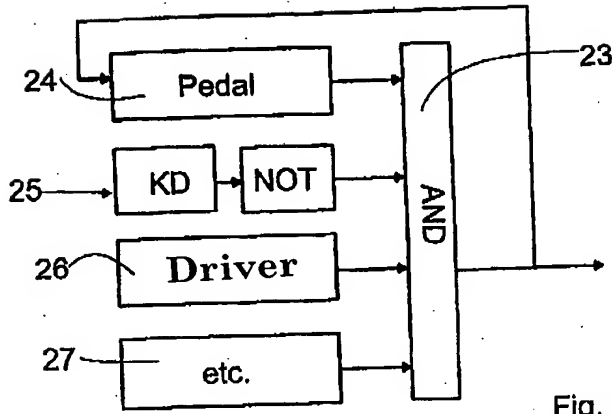 24
Pedal
23
25
KD
NOT
AND
26
Driver
27
etc.
Fig.